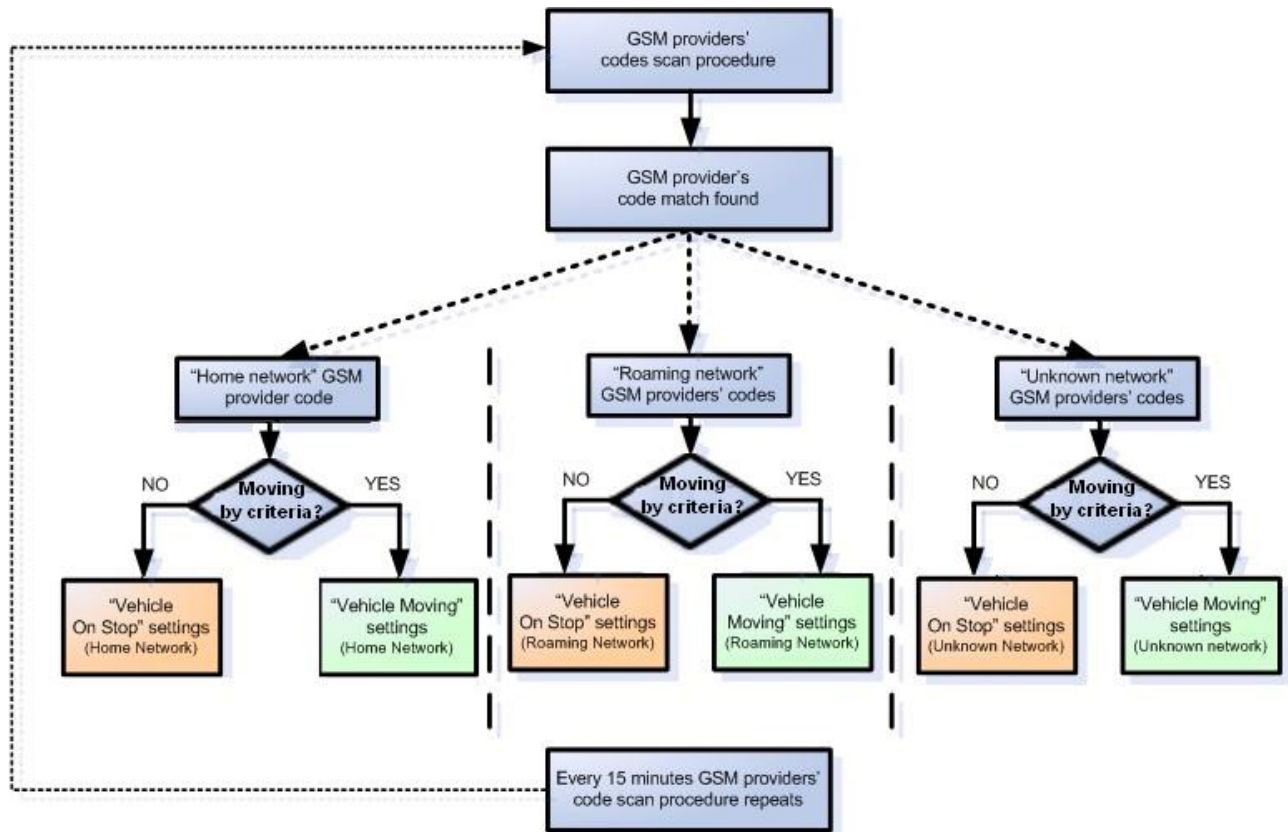 GSM providers'
codes scan procedure
GSM provider's
code match found
“Home network” GSM
provider code
“Roaming network”
GSM providers' codes
“Unknown network”
GSM providers' codes
NO
Moving
by criteria?
YES
NO
Moving
by criteria?
YES
NO
Moving
by criteria?
YES
“Vehicle
On Stop” settings
(Home Network)
“Vehicle Moving”
settings
(Home Network)
“Vehicle
On Stop” settings
(Roaming Network)
“Vehicle
Moving” settings
(Roaming Network)
“Vehicle
On Stop” settings
(Unknown Network)
“Vehicle Moving”
settings
(Unknown network)
Every 15 minutes GSM providers'
code scan procedure repeats